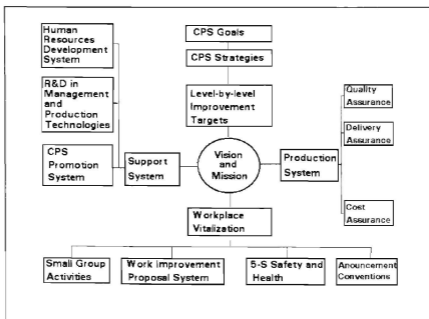 Human
Resources
Development
System
R&D in
Management
and
Production
Technologies
CPS
Promotion
System
Support
System
CPS Goals
CPS Strategies
Level-by-level
Improvement
Targets
Vision
and
Mission
Production
System
Quality
Assurance
Delivery
Assurance
Cost
Assurance
Workplace
Vitalization
Small Group
Activities
Work improvement
Proposal System
5-S Safety and
Health
Anouncement
Conventions